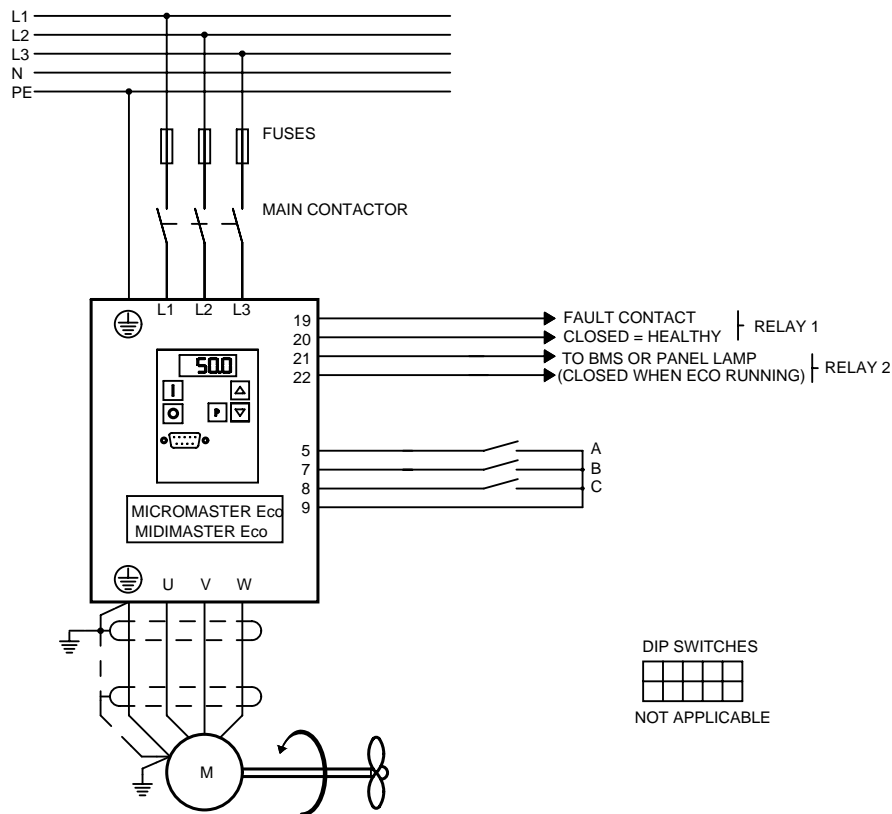 L1
L2
L3
N
PE
FUSES
MAIN CONTACTOR
L1 L2 L3
19 FAULT CONTACT
20 CLOSED = HEALTHY
RELAY 1
21 TO BMS OR PANEL LAMP
22 (CLOSED WHEN ECO RUNNING)
RELAY 2
50.0
P
5 A
7 B
8 C
9
MICROMASTER Eco
MIDIMASTER Eco
U V W
DIP SWITCHES
NOT APPLICABLE
M